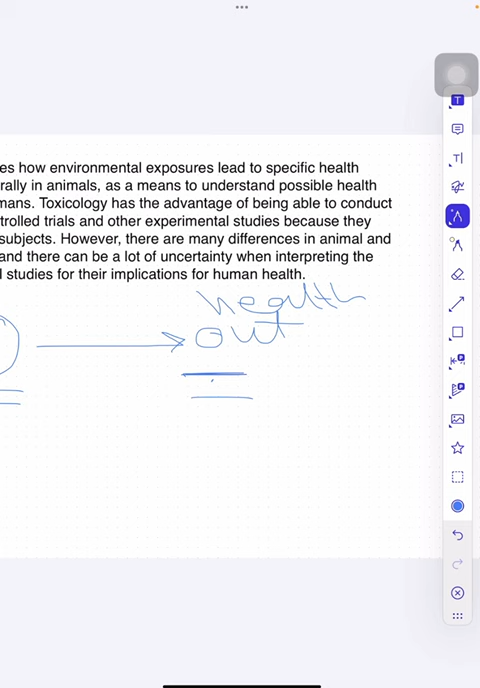 es how environmental exposures lead to specific health
rally in animals, as a means to understand possible health
mans. Toxicology has the advantage of being able to conduct
trolled trials and other experimental studies because they
subjects. However, there are many differences in animal and
and there can be a lot of uncertainty when interpreting the
l studies for their implications for human health.
health
out